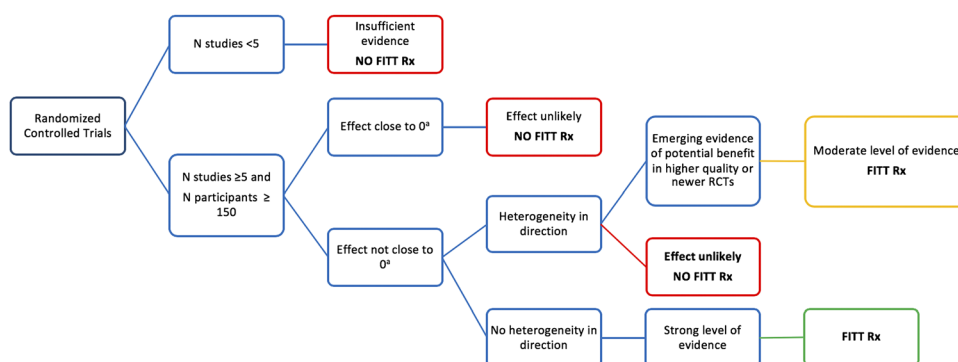 N studies <5
Insufficient
evidence
NO FITT Rx
Randomized
Controlled Trials
N studies ≥5 and
N participants ≥
150
Effect close to 0ᵃ
Effect unlikely
NO FITT Rx
Effect not close to
0ᵃ
Heterogeneity in
direction
Emerging evidence
of potential benefit
in higher quality or
newer RCTs
Moderate level of evidence
FITT Rx
Effect unlikely
NO FITT Rx
No heterogeneity in
direction
Strong level of
evidence
FITT Rx